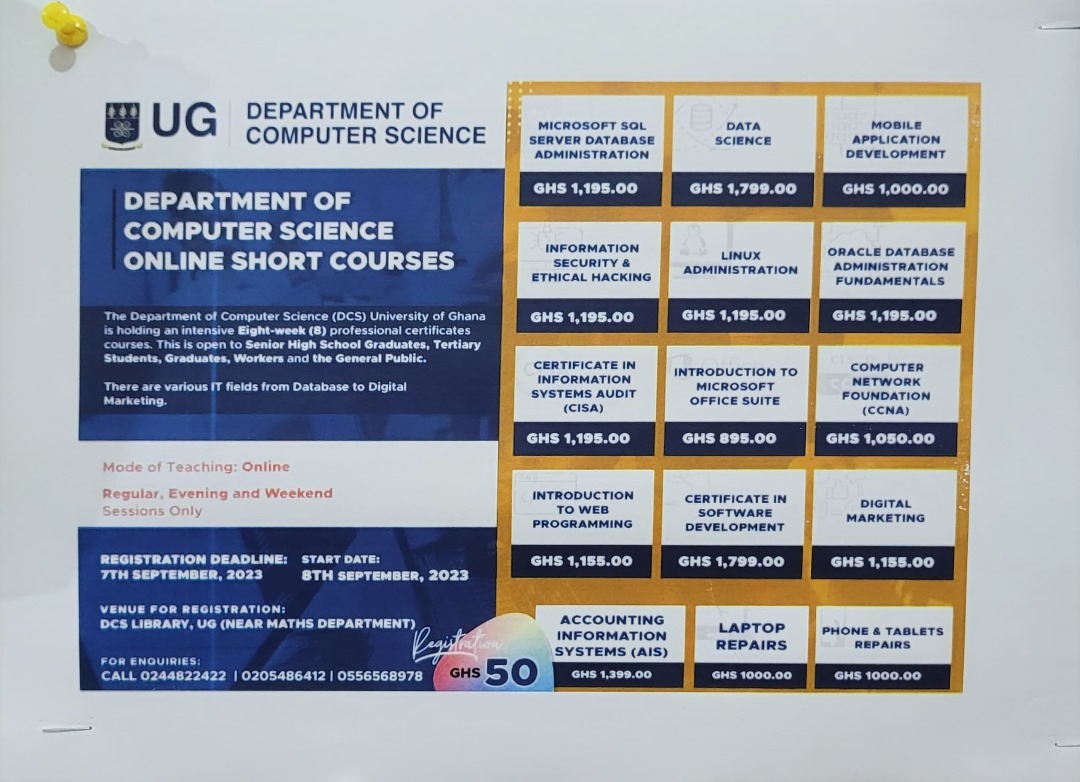 UG
DEPARTMENT OF
COMPUTER SCIENCE
DEPARTMENT OF
COMPUTER SCIENCE
ONLINE SHORT COURSES
The Department of Computer Science (DCS) University of Ghana
is holding an intensive Eight-week (8) professional certificates
courses. This is open to Senior High School Graduates, Tertiary
Students, Graduates, Workers and the General Public.
There are various IT fields from Database to Digital
Marketing.
Mode of Teaching: Online
Regular, Evening and Weekend
Sessions Only
REGISTRATION DEADLINE:
7TH SEPTEMBER, 2023
START DATE:
8TH SEPTEMBER, 2023
VENUE FOR REGISTRATION:
DCS LIBRARY, UG (NEAR MATHS DEPARTMENT)
FOR ENQUIRIES:
CALL 0244822422 | 0205486412 | 0556568978
Registration
GHS 50
MICROSOFT SQL
SERVER DATABASE
ADMINISTRATION
GHS 1,195.00
DATA
SCIENCE
GHS 1,799.00
MOBILE
APPLICATION
DEVELOPMENT
GHS 1,000.00
INFORMATION
SECURITY &
ETHICAL HACKING
GHS 1,195.00
LINUX
ADMINISTRATION
GHS 1,195.00
ORACLE DATABASE
ADMINISTRATION
FUNDAMENTALS
GHS 1,195.00
CERTIFICATE IN
INFORMATION
SYSTEMS AUDIT
(CISA)
GHS 1,195.00
INTRODUCTION TO
MICROSOFT
OFFICE SUITE
GHS 895.00
COMPUTER
NETWORK
FOUNDATION
(CCNA)
GHS 1,050.00
INTRODUCTION
TO WEB
PROGRAMMING
GHS 1,155.00
CERTIFICATE IN
SOFTWARE
DEVELOPMENT
GHS 1,799.00
DIGITAL
MARKETING
GHS 1,155.00
ACCOUNTING
INFORMATION
SYSTEMS (AIS)
GHS 1,399.00
LAPTOP
REPAIRS
GHS 1000.00
PHONE & TABLETS
REPAIRS
GHS 1000.00